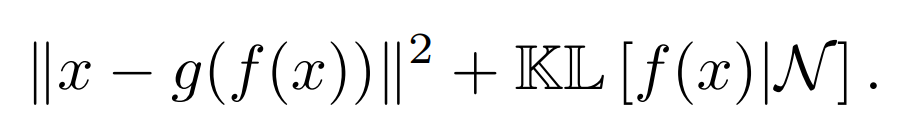 ‖x − g(f(x))‖² + 𝕂𝕃 [f(x)|𝒩] .